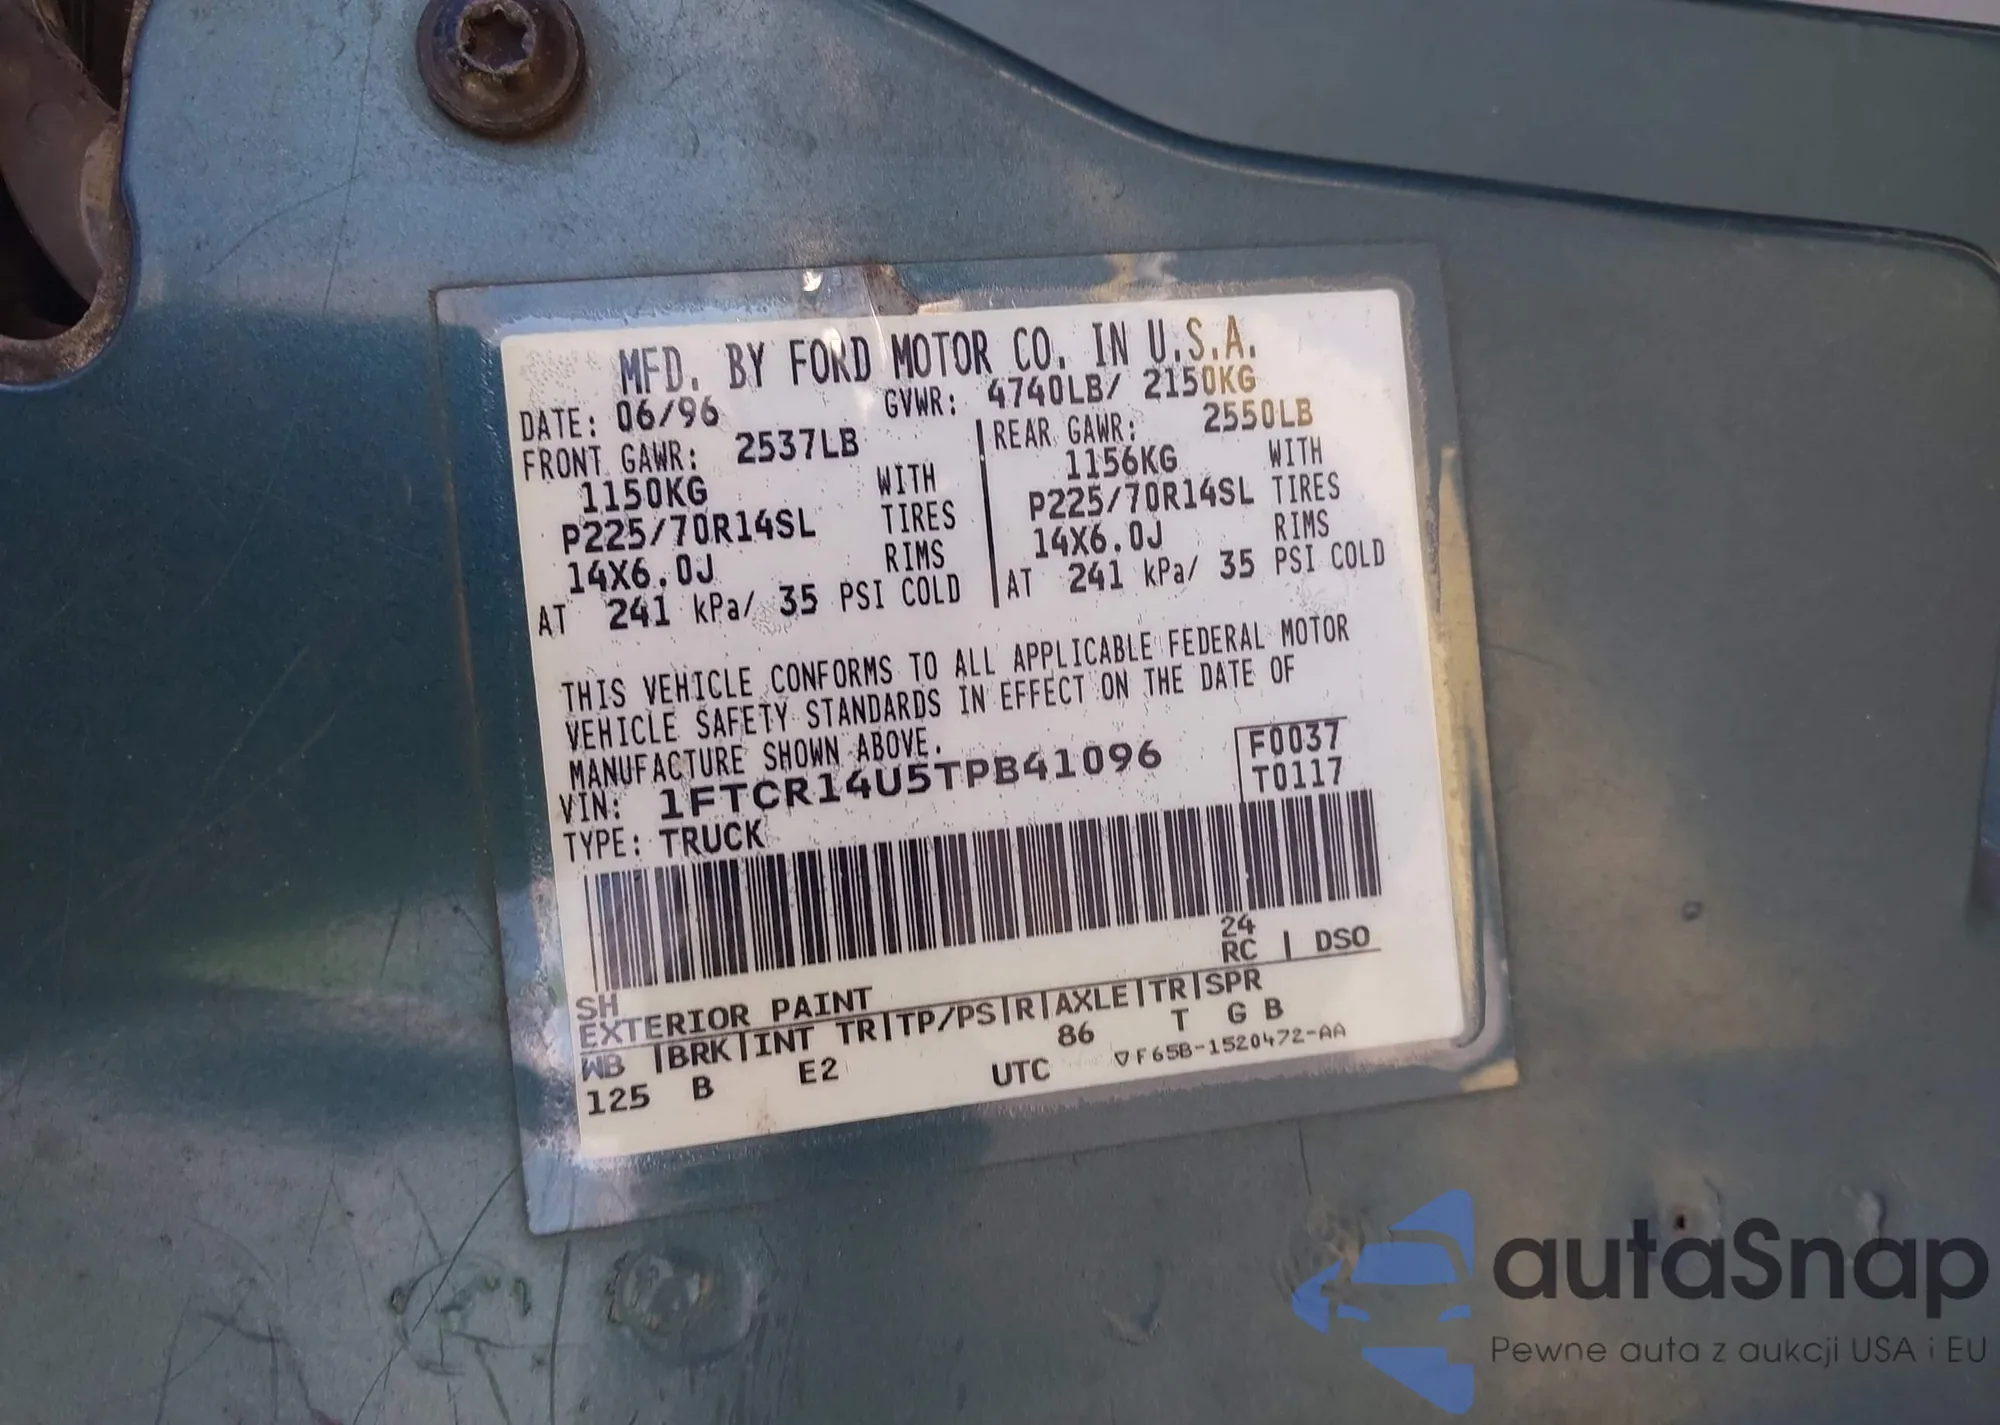 MFD. BY FORD MOTOR CO. IN U.S.A.
DATE: 06/96 GVWR: 4740LB/ 2150KG
FRONT GAWR: 2537LB REAR GAWR: 2550LB
1150KG WITH 1156KG WITH
P225/70R14SL TIRES P225/70R14SL TIRES
14X6.0J RIMS 14X6.0J RIMS
AT 241 kPa/ 35 PSI COLD AT 241 kPa/ 35 PSI COLD
THIS VEHICLE CONFORMS TO ALL APPLICABLE FEDERAL MOTOR
VEHICLE SAFETY STANDARDS IN EFFECT ON THE DATE OF
MANUFACTURE SHOWN ABOVE.
F0037
VIN: 1FTCR14U5TPB41096
T0117
TYPE: TRUCK
24
SH RC | DSO
EXTERIOR PAINT
WB |BRK|INT TR|TP/PS|R|AXLE|TR|SPR
125 B E2 UTC 86 T G B
▽F65B-1520472-AA
autaSnap
Pewne auta z aukcji USA i EU